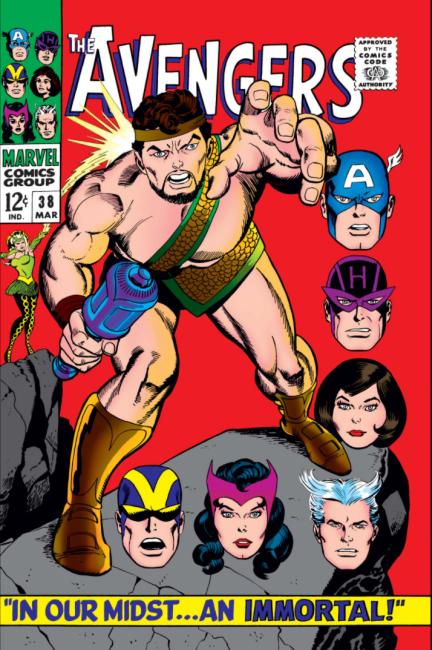 THE AVENGERS
APPROVED
BY THE
COMICS
CODE
AUTHORITY
A
H
MARVEL
COMICS
GROUP
12¢ 38
IND. MAR
A
H
"IN OUR MIDST...AN IMMORTAL!"